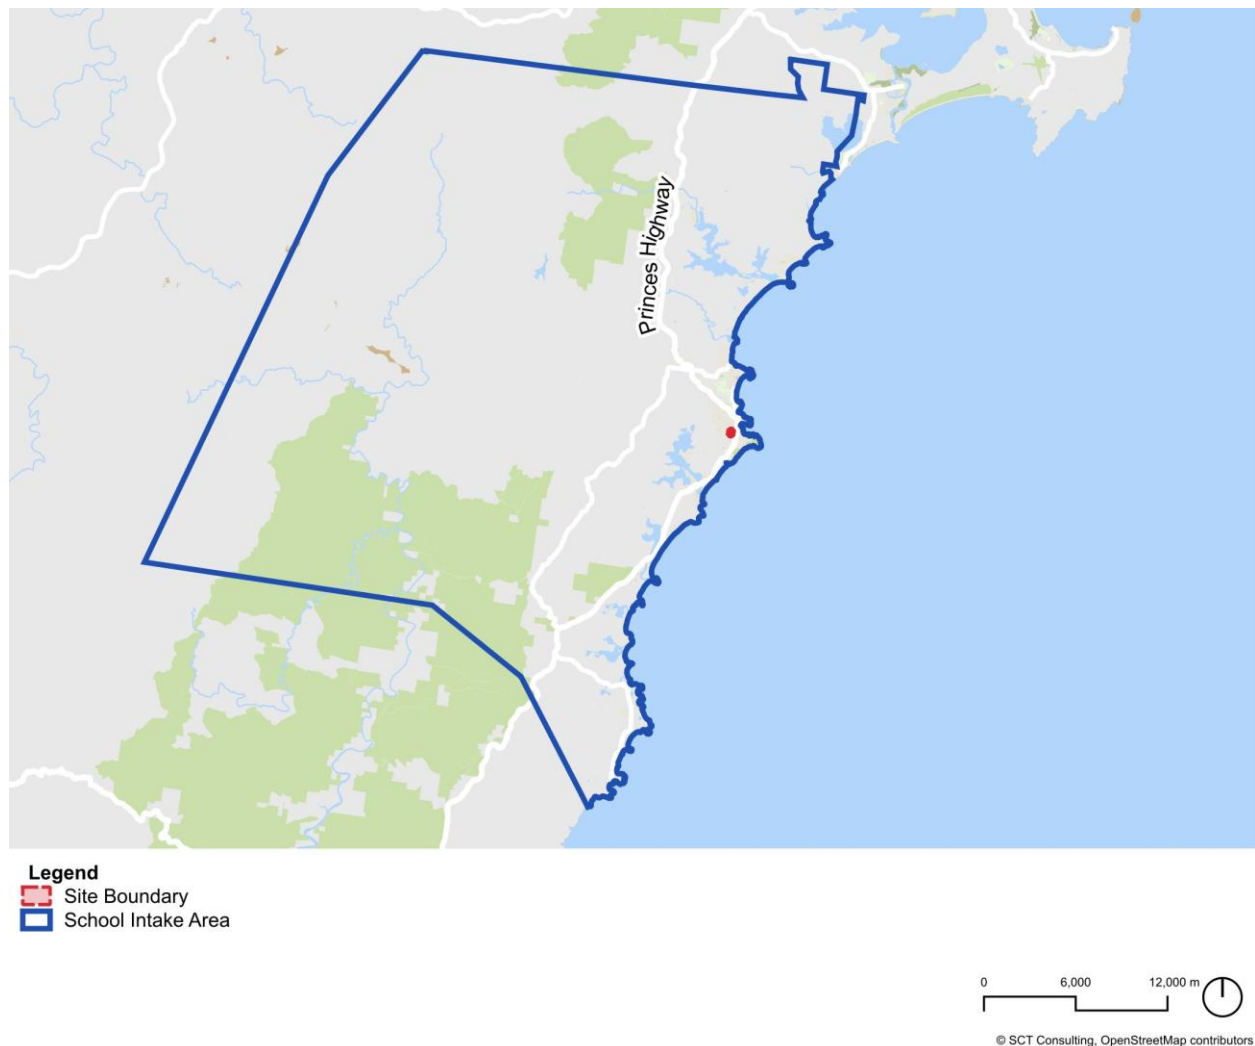 Princes Highway
Legend
Site Boundary
School Intake Area
0 6,000 12,000 m
© SCT Consulting, OpenStreetMap contributors